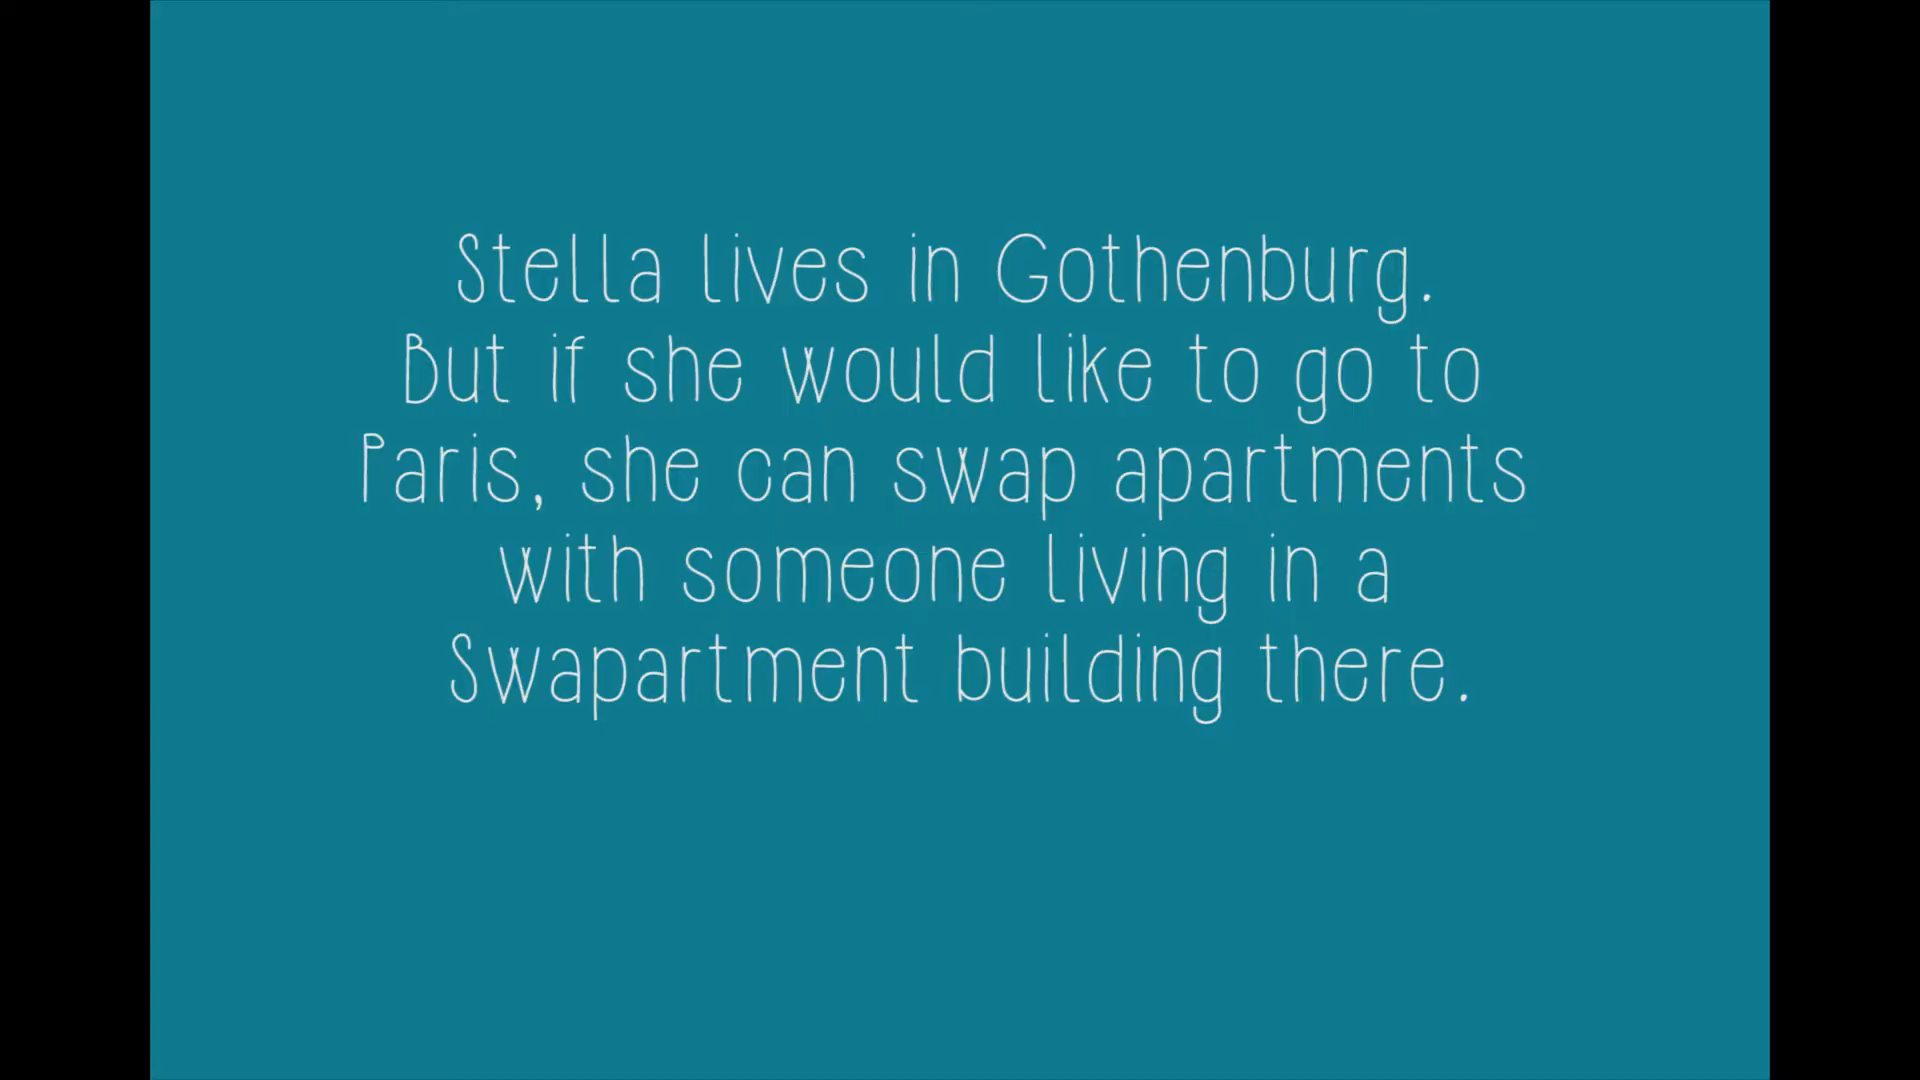 Stella lives in Gothenburg.
But if she would like to go to
Paris, she can swap apartments
with someone living in a
Swapartment building there.